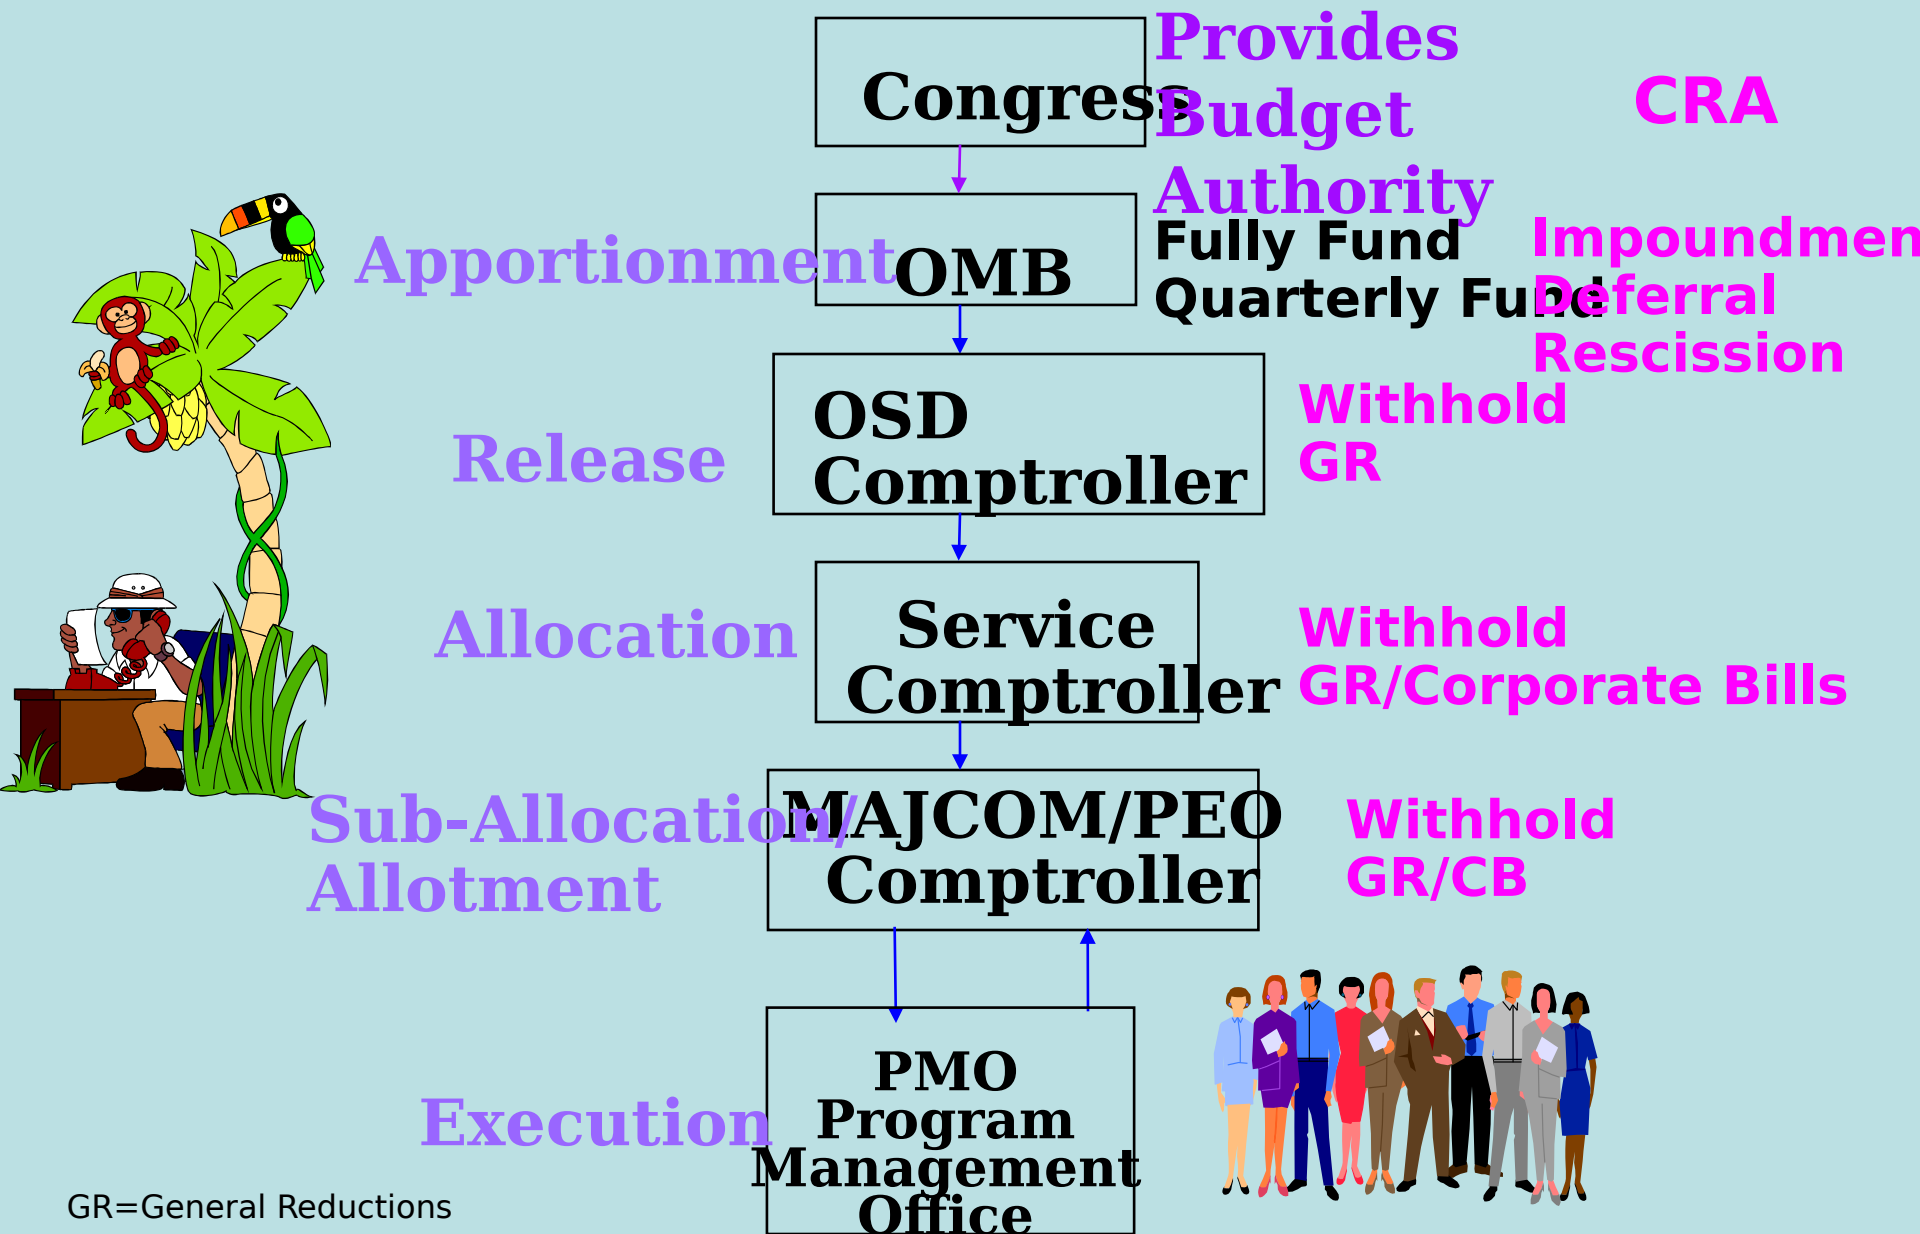 Congress
Provides
Budget
Authority
CRA
Apportionment
OMB
Fully Fund
Quarterly Fund
Impoundmen
Deferral
Rescission
Release
OSD
Comptroller
Withhold
GR
Allocation
Service
Comptroller
Withhold
GR/Corporate Bills
Sub-Allocation/
Allotment
MAJCOM/PEO
Comptroller
Withhold
GR/CB
Execution
PMO
Program
Management
Office
GR=General Reductions